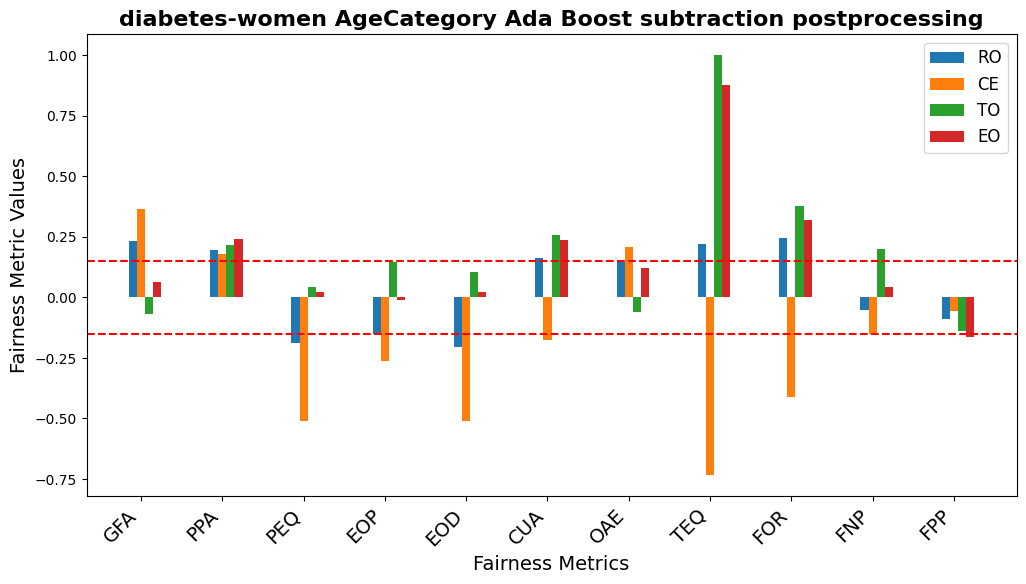 diabetes-women AgeCategory Ada Boost subtraction postprocessing
RO
CE
TO
EO
Fairness Metric Values
1.00
0.75
0.50
0.25
0.00
−0.25
−0.50
−0.75
GFA
PPA
PEQ
EOP
EOD
CUA
OAE
TEQ
FOR
FNP
FPP
Fairness Metrics